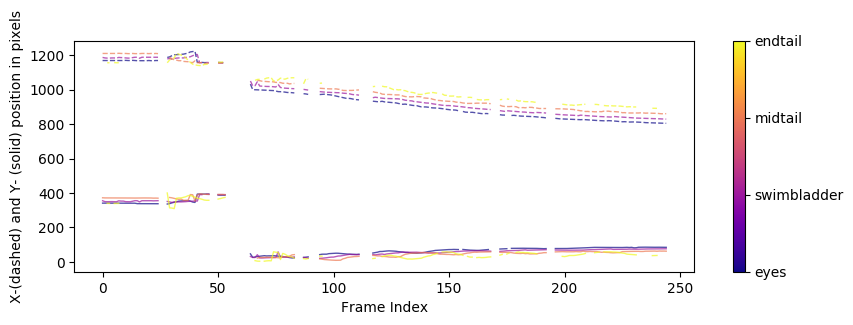 X-(dashed) and Y- (solid) position in pixels
1200
1000
800
600
400
200
0
0
50
100
150
200
250
Frame Index
endtail
midtail
swimbladder
eyes